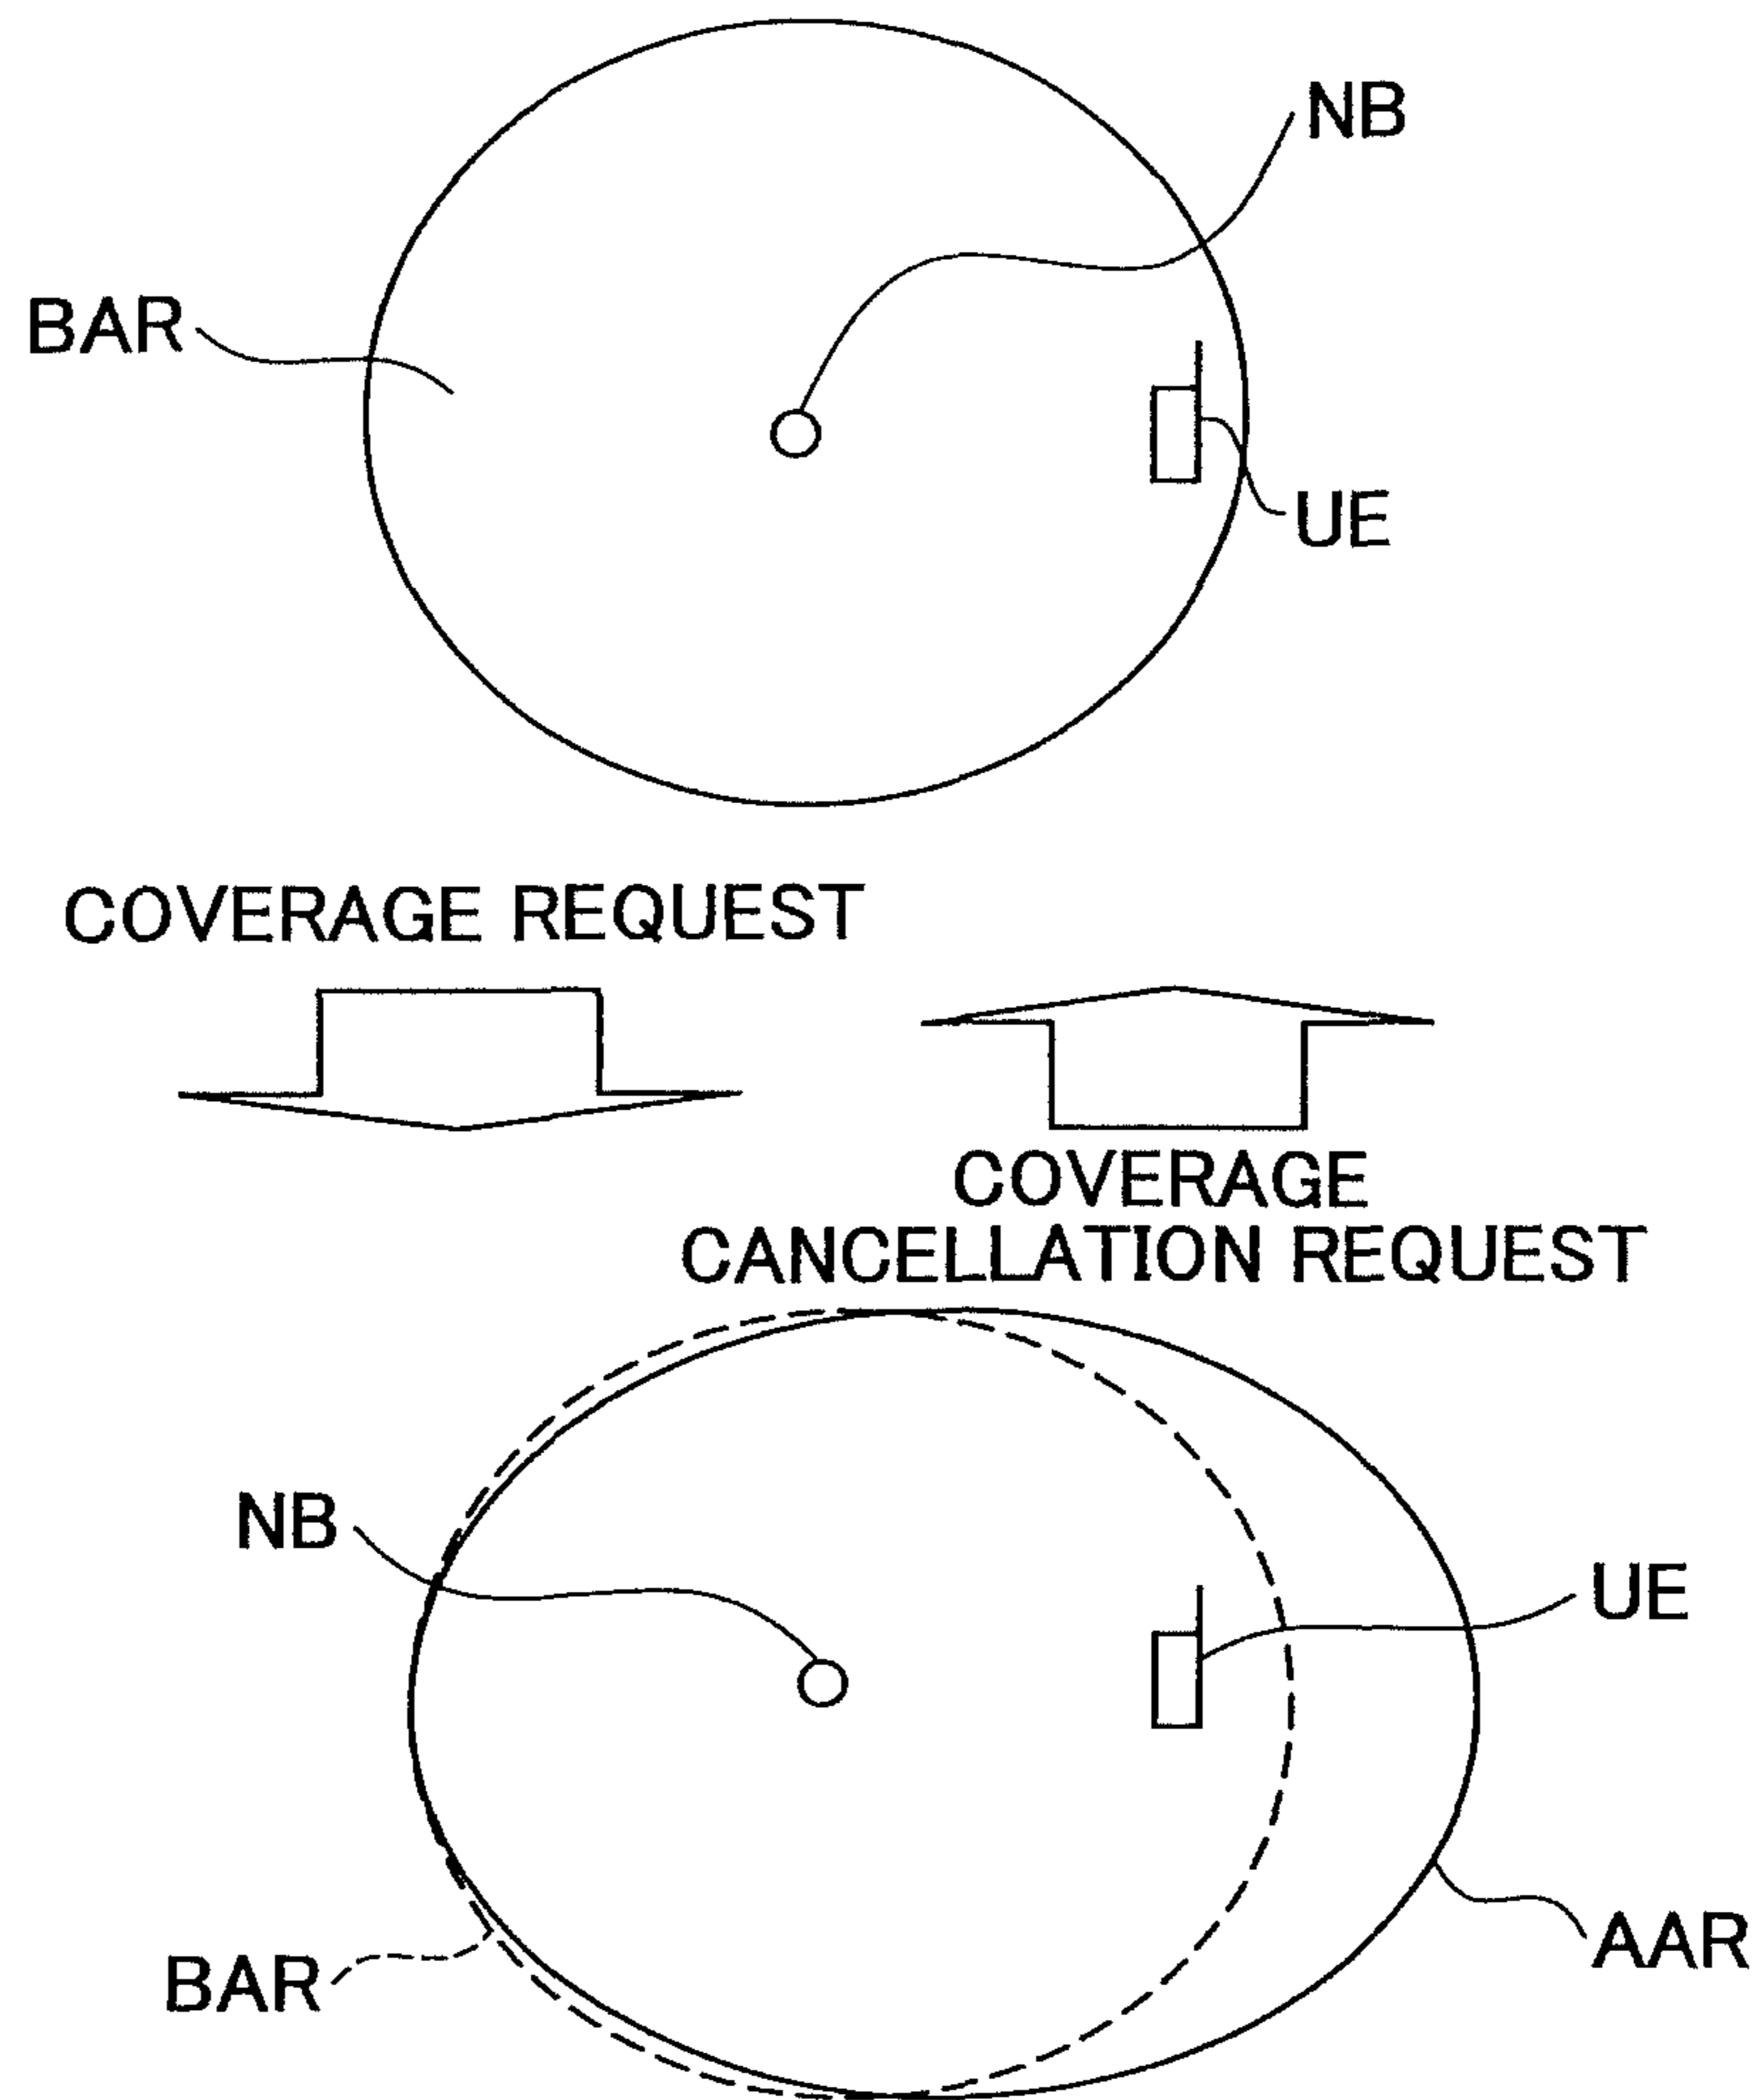 NB
BAR
UE
COVERAGE REQUEST
COVERAGE
CANCELLATION REQUEST
NB
UE
AAR
BAR